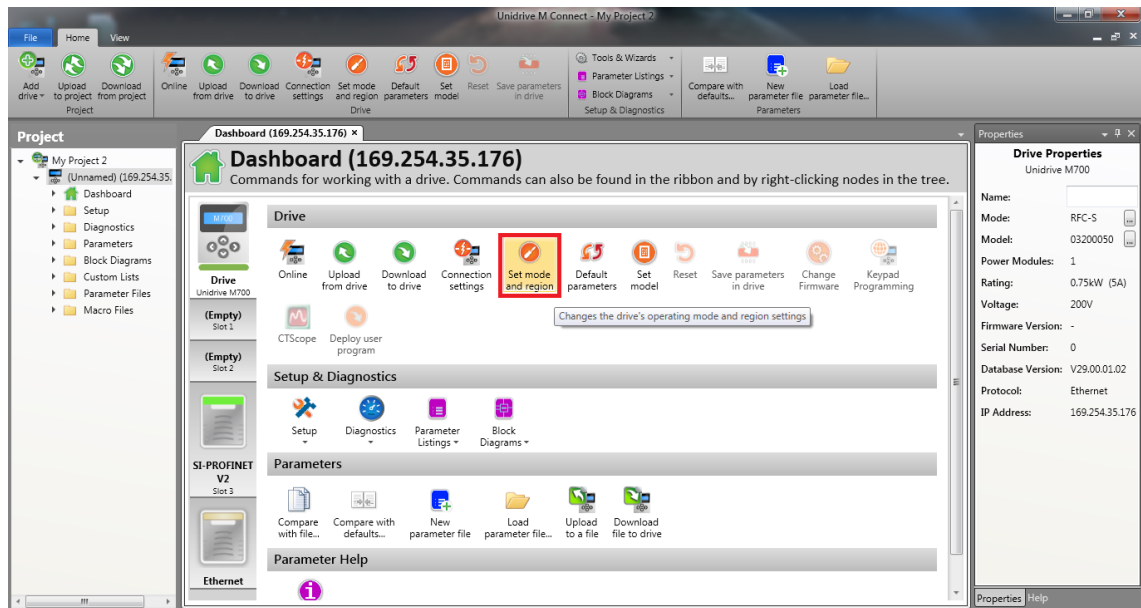 Unidrive M Connect - My Project 2
File Home View
Add drive
Upload to project
Download from project
Project
Online
Upload from drive
Download to drive
Connection settings
Set mode and region
Default parameters
Set model
Reset
Save parameters in drive
Drive
Tools & Wizards
Parameter Listings
Block Diagrams
Setup & Diagnostics
Compare with defaults...
New parameter file
Load parameter file...
Parameters
Project
My Project 2
(Unnamed) (169.254.35.
Dashboard
Setup
Diagnostics
Parameters
Block Diagrams
Custom Lists
Parameter Files
Macro Files
Dashboard (169.254.35.176)
Dashboard (169.254.35.176)
Commands for working with a drive. Commands can also be found in the ribbon and by right-clicking nodes in the tree.
M700
Drive
Unidrive M700
(Empty)
Slot 1
(Empty)
Slot 2
SI-PROFINET
V2
Slot 3
Ethernet
Drive
Online
Upload from drive
Download to drive
Connection settings
Set mode and region
Default parameters
Set model
Reset
Save parameters in drive
Change Firmware
Keypad Programming
Changes the drive's operating mode and region settings
CTScope
Deploy user program
Setup & Diagnostics
Setup
Diagnostics
Parameter Listings
Block Diagrams
Parameters
Compare with file...
Compare with defaults...
New parameter file
Load parameter file...
Upload to a file
Download file to drive
Parameter Help
Properties
Drive Properties
Unidrive M700
Name:
Mode: RFC-S
Model: 03200050
Power Modules: 1
Rating: 0.75kW (5A)
Voltage: 200V
Firmware Version: -
Serial Number: 0
Database Version: V29.00.01.02
Protocol: Ethernet
IP Address: 169.254.35.176
Properties Help